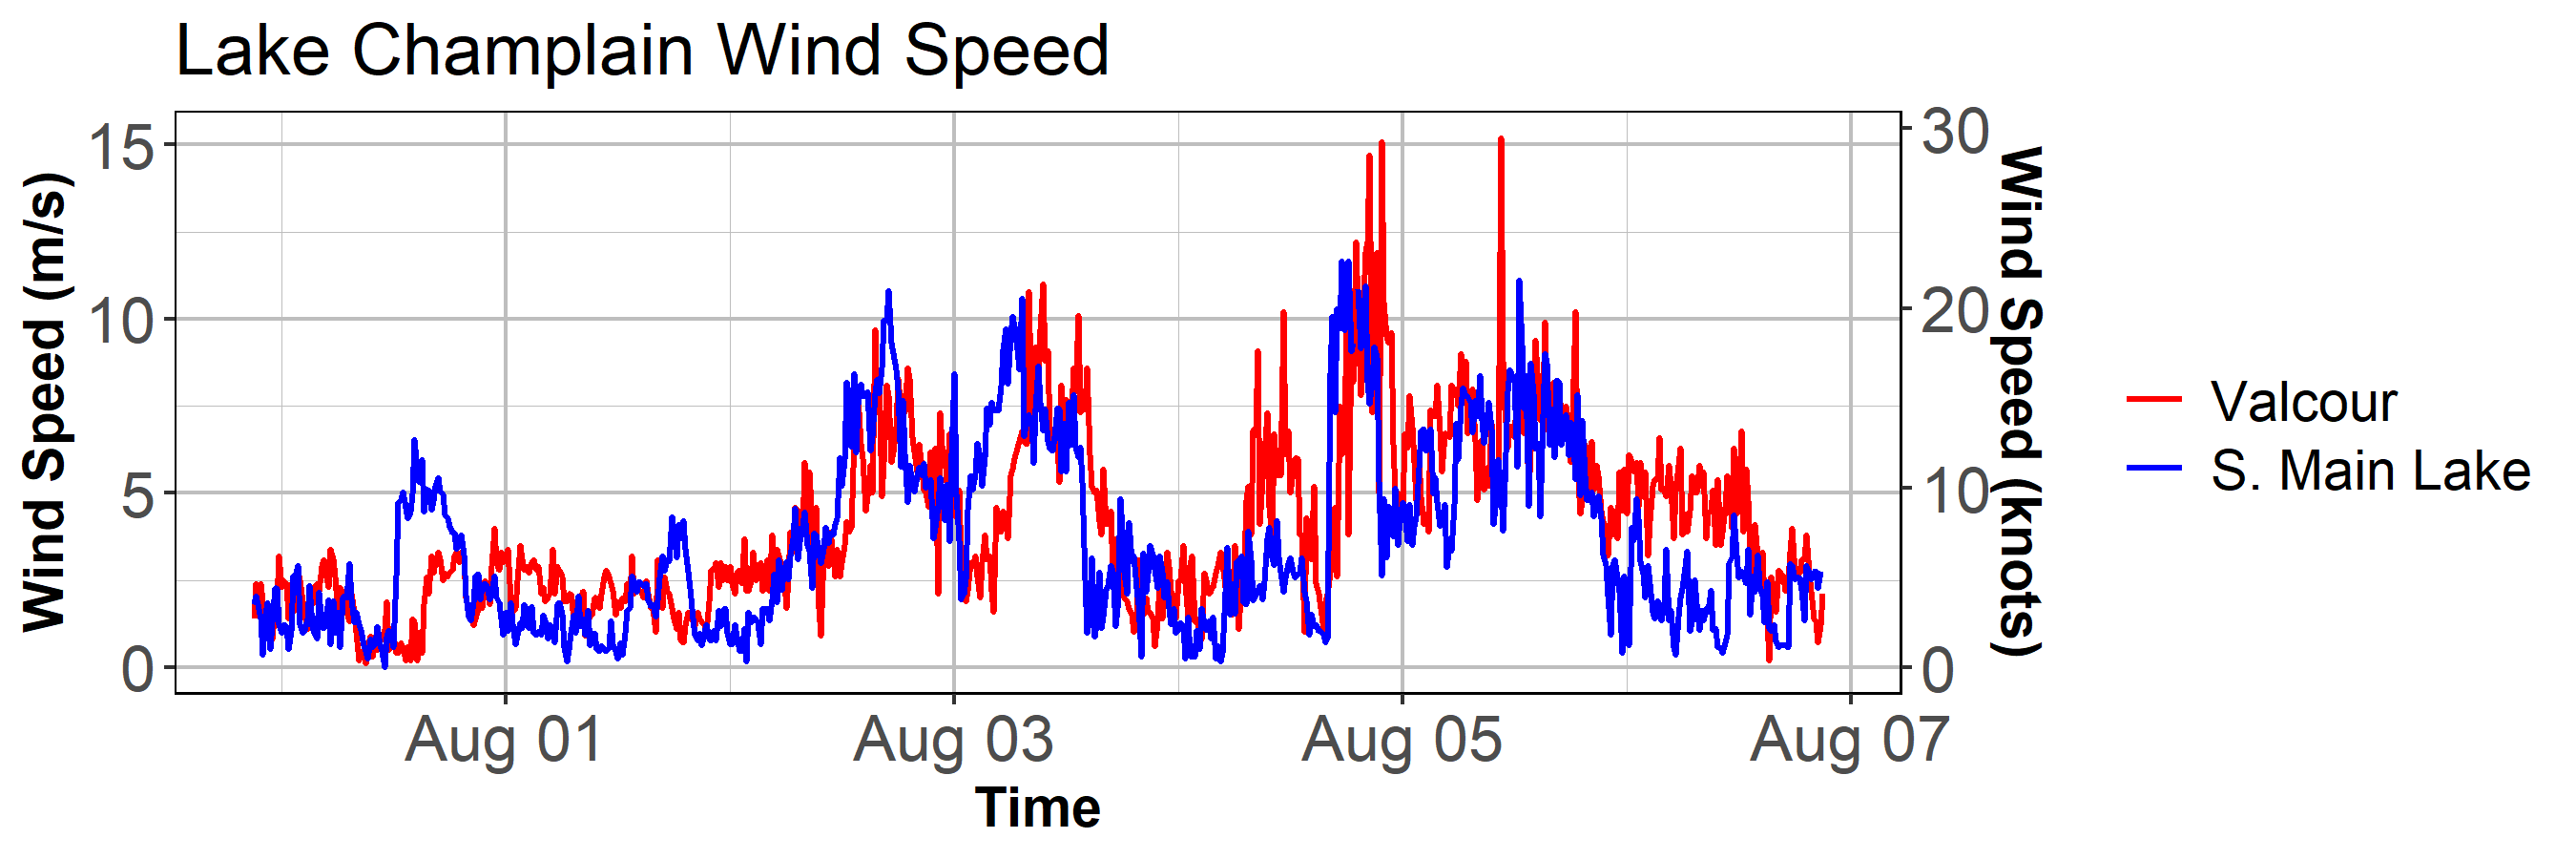 Lake Champlain Wind Speed
Wind Speed (m/s)
15
10
5
0
30
20
10
0
Wind Speed (knots)
Aug 01
Aug 03
Aug 05
Aug 07
Time
Valcour
S. Main Lake